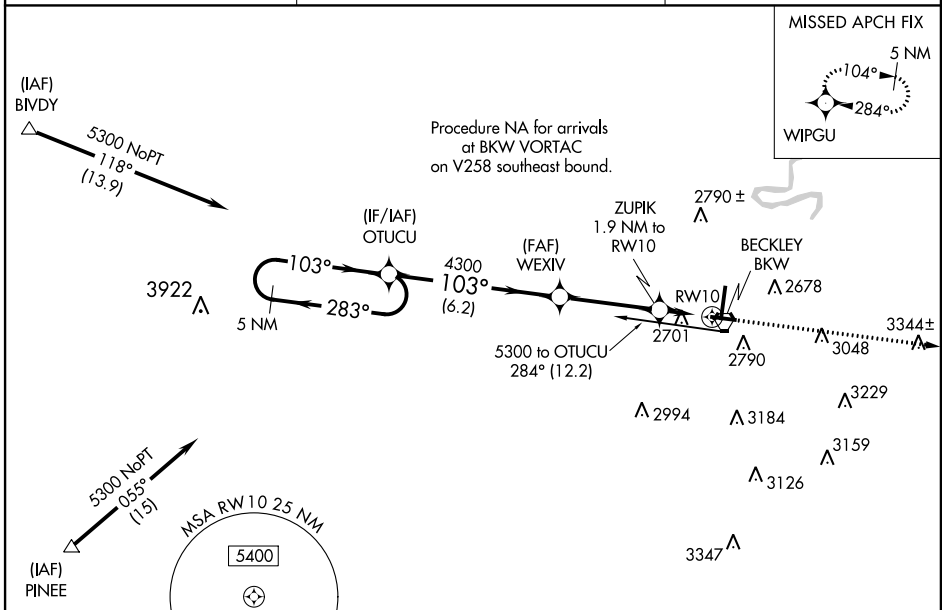 MISSED APCH FIX
5 NM
104°
284°
WIPGU
(IAF)
BIVDY
5300 NoPT
118°
(13.9)
Procedure NA for arrivals
at BKW VORTAC
on V258 southeast bound.
2790 ±
ZUPIK
1.9 NM to
RW10
(IF/IAF)
OTUCU
(FAF)
WEXIV
BECKLEY
BKW
103°
4300
103°
(6.2)
3922
283°
5 NM
RW10
2678
2701
2790
3048
3344±
5300 to OTUCU
284° (12.2)
2994
3184
3229
3159
3126
3347
5300 NoPT
055°
(15)
(IAF)
PINEE
MSA RW10 25 NM
5400